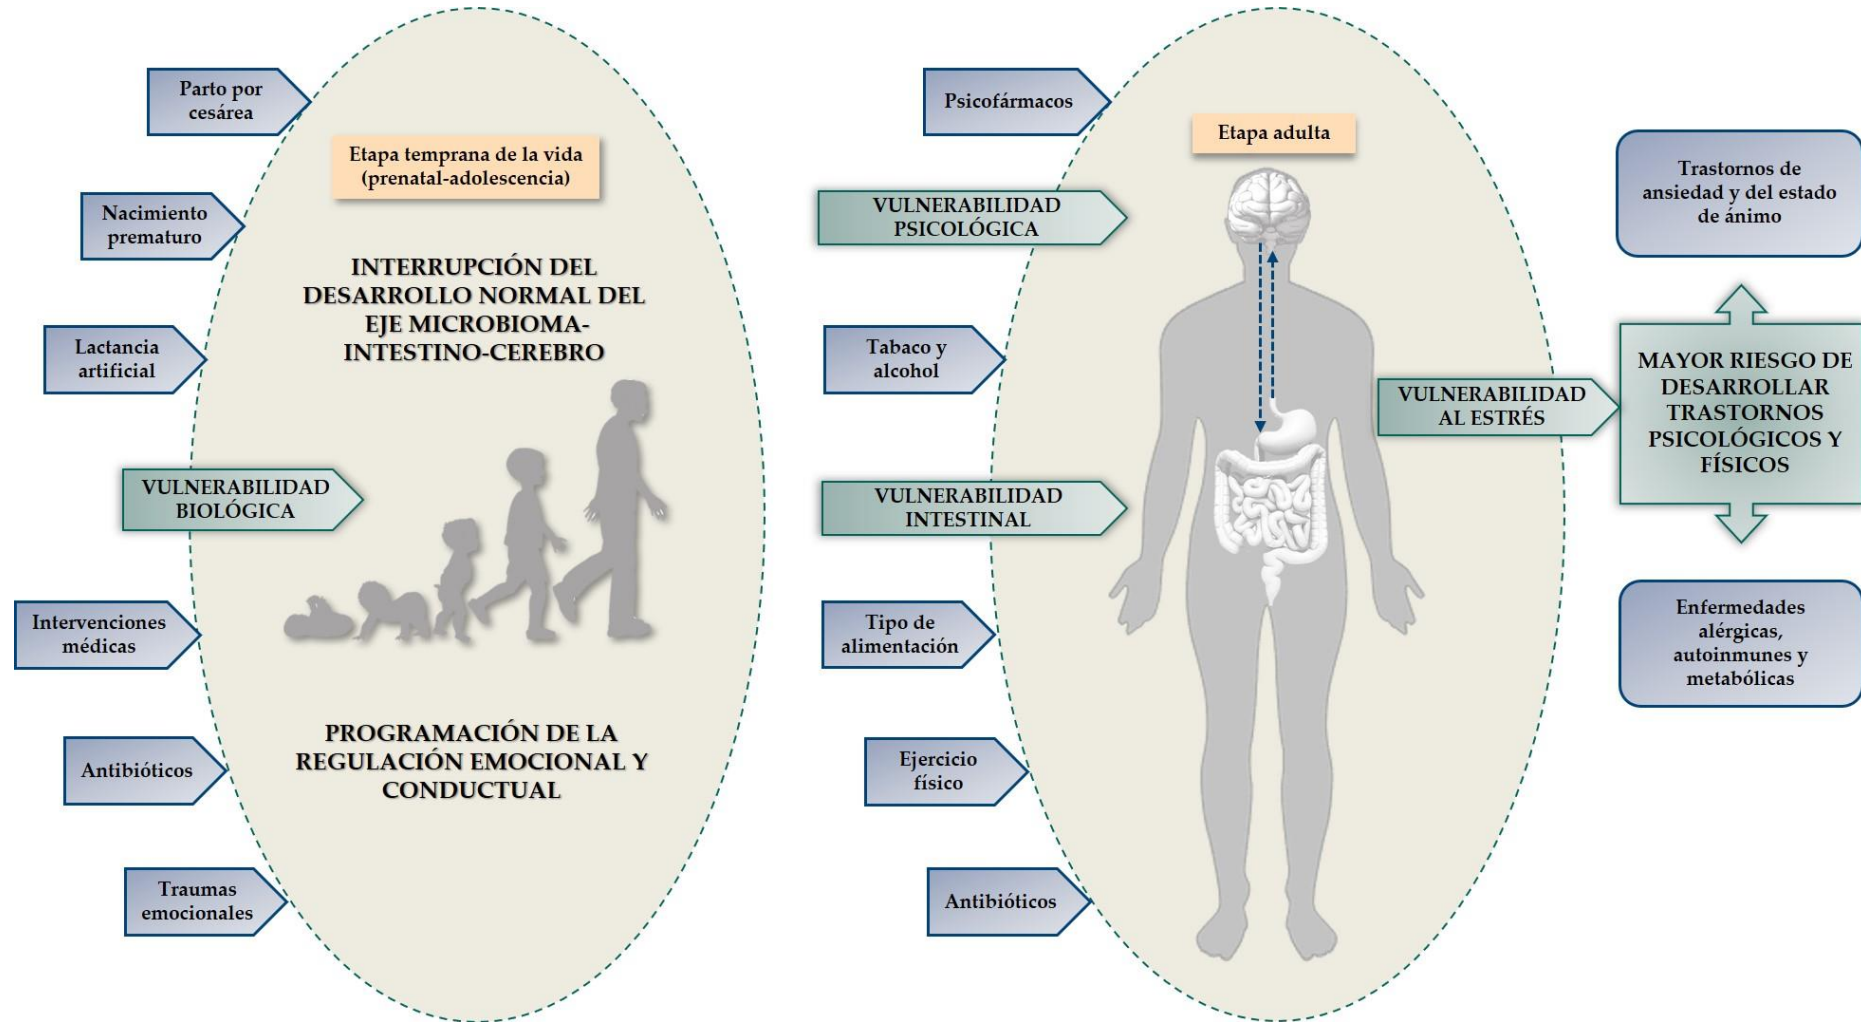 Parto por
cesárea
Nacimiento
prematuro
Lactancia
artificial
VULNERABILIDAD
BIOLÓGICA
Intervenciones
médicas
Antibióticos
Traumas
emocionales
Etapa temprana de la vida
(prenatal-adolescencia)
INTERRUPCIÓN DEL
DESARROLLO NORMAL DEL
EJE MICROBIOMA-
INTESTINO-CEREBRO
PROGRAMACIÓN DE LA
REGULACIÓN EMOCIONAL Y
CONDUCTUAL
Psicofármacos
VULNERABILIDAD
PSICOLÓGICA
Tabaco y
alcohol
VULNERABILIDAD
INTESTINAL
Tipo de
alimentación
Ejercicio
físico
Antibióticos
Etapa adulta
VULNERABILIDAD
AL ESTRÉS
Trastornos de
ansiedad y del estado
de ánimo
MAYOR RIESGO DE
DESARROLLAR
TRASTORNOS
PSICOLÓGICOS Y
FÍSICOS
Enfermedades
alérgicas,
autoinmunes y
metabólicas